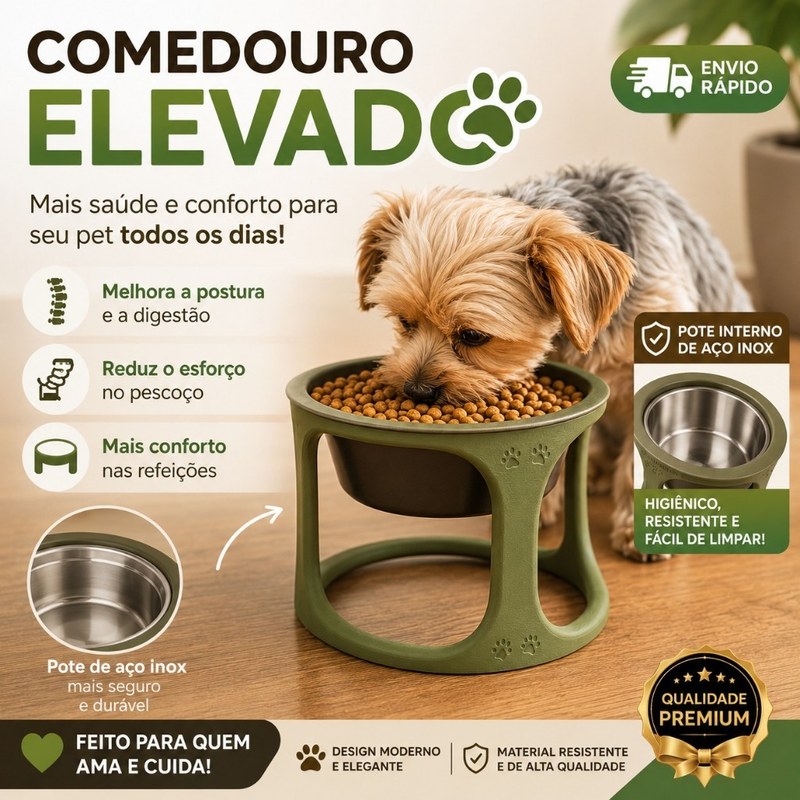 COMEDOURO
ELEVADO
ENVIO
RÁPIDO
Mais saúde e conforto para
seu pet todos os dias!
Melhora a postura
e a digestão
Reduz o esforço
no pescoço
Mais conforto
nas refeições
POTE INTERNO
DE AÇO INOX
HIGIÊNICO,
RESISTENTE E
FÁCIL DE LIMPAR!
Pote de aço inox
mais seguro
e durável
QUALIDADE
PREMIUM
FEITO PARA QUEM
AMA E CUIDA!
DESIGN MODERNO
E ELEGANTE
MATERIAL RESISTENTE
E DE ALTA QUALIDADE